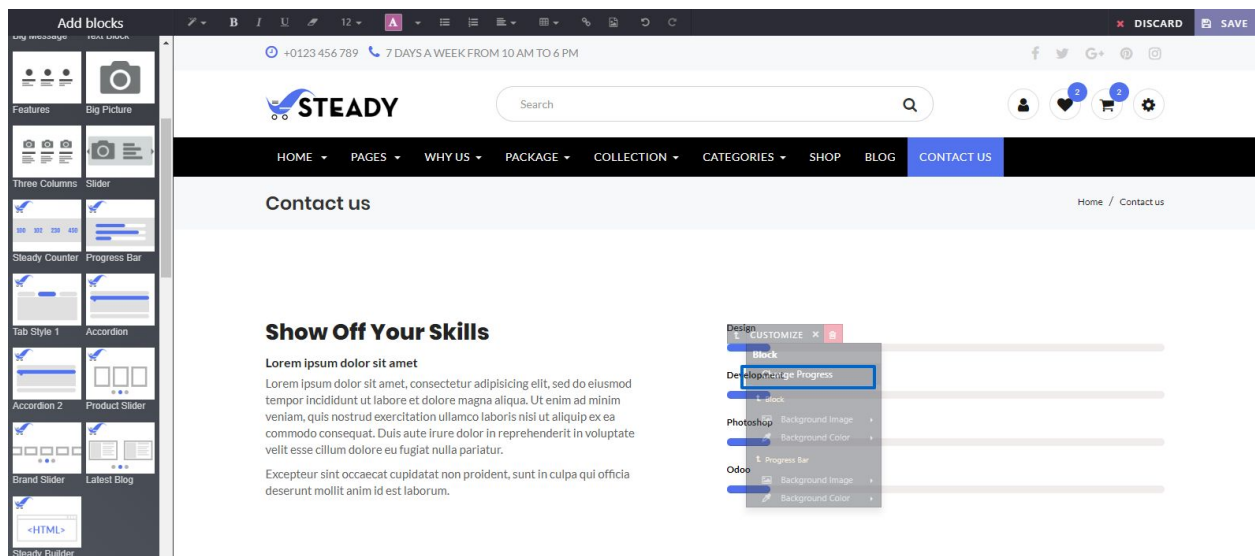 Add blocks
B I U 12 A
DISCARD SAVE
Big Message Text Block
Features Big Picture
Three Columns Slider
Steady Counter Progress Bar
Tab Style 1 Accordion
Accordion 2 Product Slider
Brand Slider Latest Blog
<HTML>
Steady Builder
+0123 456 789 7 DAYS A WEEK FROM 10 AM TO 6 PM
STEADY
Search
2 2
HOME PAGES WHY US PACKAGE COLLECTION CATEGORIES SHOP BLOG CONTACT US
Contact us
Home / Contact us
Show Off Your Skills
Lorem ipsum dolor sit amet
Lorem ipsum dolor sit amet, consectetur adipisicing elit, sed do eiusmod
tempor incididunt ut labore et dolore magna aliqua. Ut enim ad minim
veniam, quis nostrud exercitation ullamco laboris nisi ut aliquip ex ea
commodo consequat. Duis aute irure dolor in reprehenderit in voluptate
velit esse cillum dolore eu fugiat nulla pariatur.
Excepteur sint occaecat cupidatat non proident, sunt in culpa qui officia
deserunt mollit anim id est laborum.
Design
CUSTOMIZE
Block
Development
Change Progress
Block
Photoshop
Background Image
Background Color
Progress Bar
Odoo
Background Image
Background Color